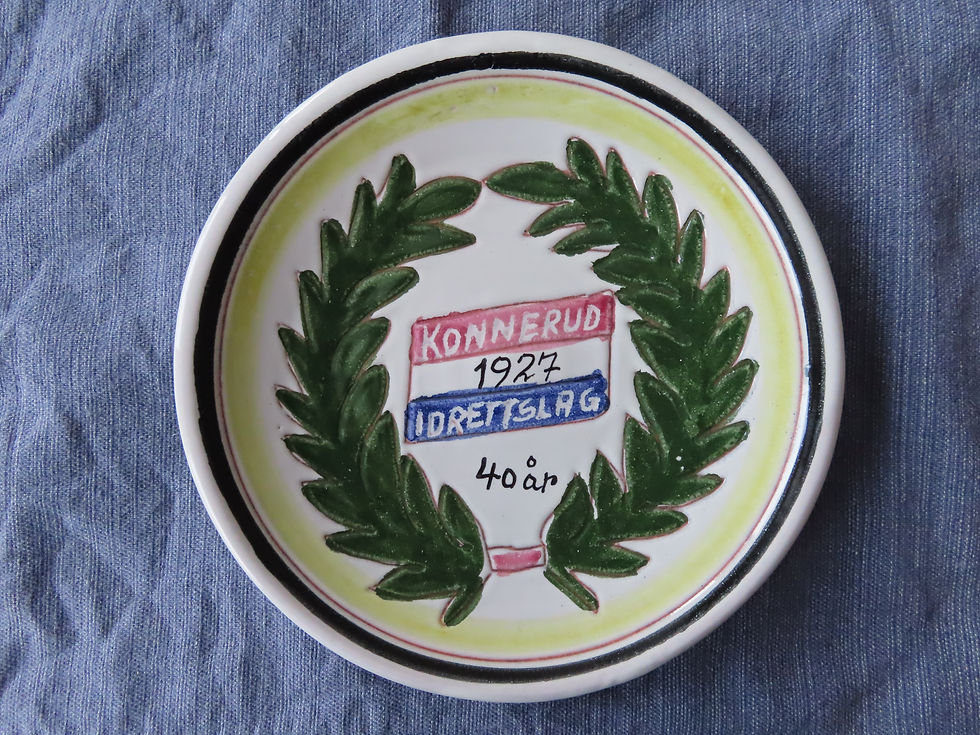 KONNERUD
1927
IDRETTSLAG
40 år